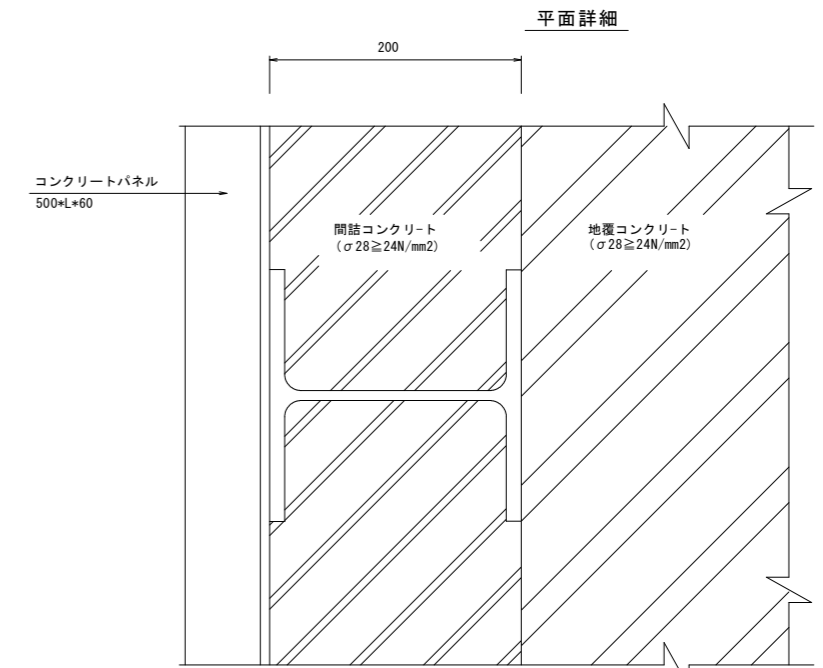 平面詳細
200
コンクリートパネル
500*L*60
間詰コンクリート
(σ28≧24N/mm2)
地覆コンクリート
(σ28≧24N/mm2)